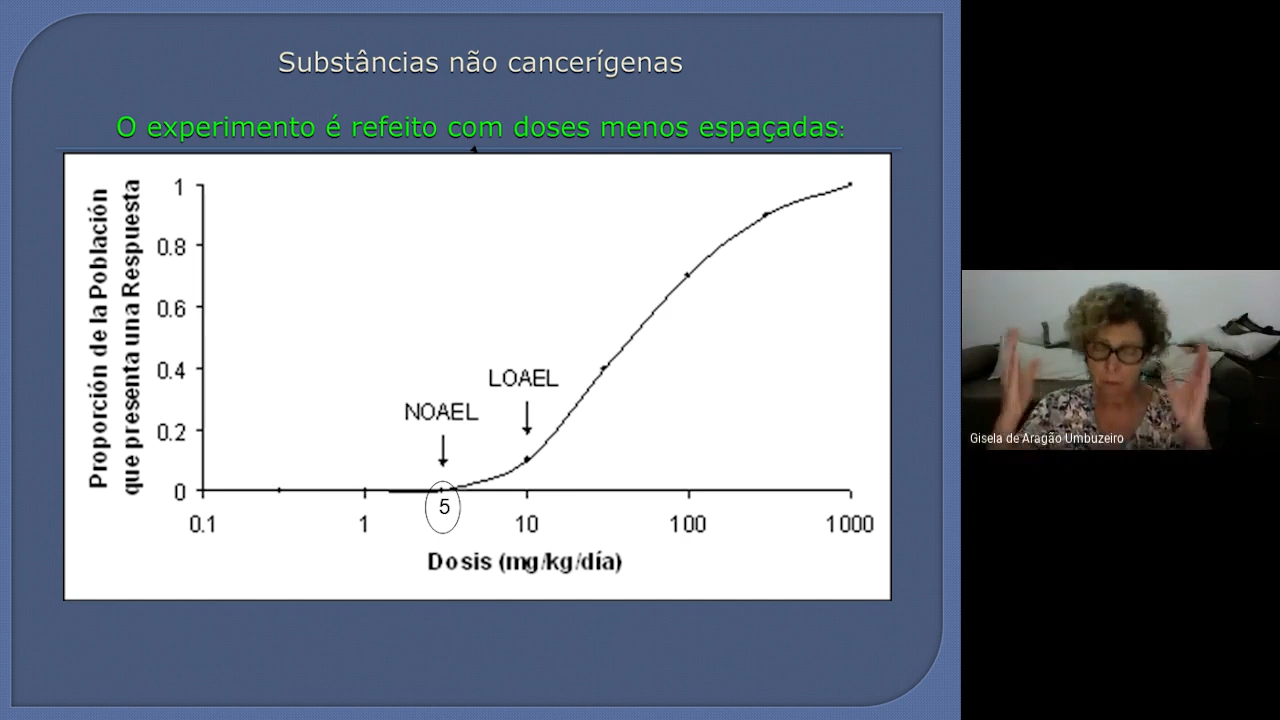 Substâncias não cancerígenas
O experimento é refeito com doses menos espaçadas:
Proporción de la Población
que presenta una Respuesta
1
0.8
0.6
0.4
0.2
0
LOAEL
NOAEL
5
0.1
1
10
100
1000
Dosis (mg/kg/día)
Gisela de Aragão Umbuzeiro